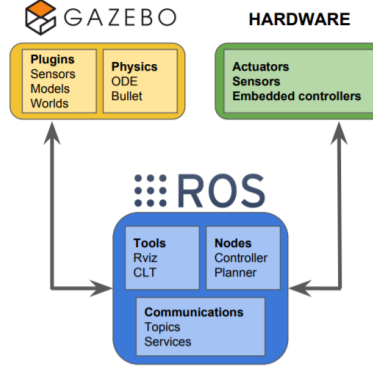 GAZEBO
HARDWARE
Plugins
Sensors
Models
Worlds
Physics
ODE
Bullet
Actuators
Sensors
Embedded controllers
ROS
Tools
Rviz
CLT
Nodes
Controller
Planner
Communications
Topics
Services